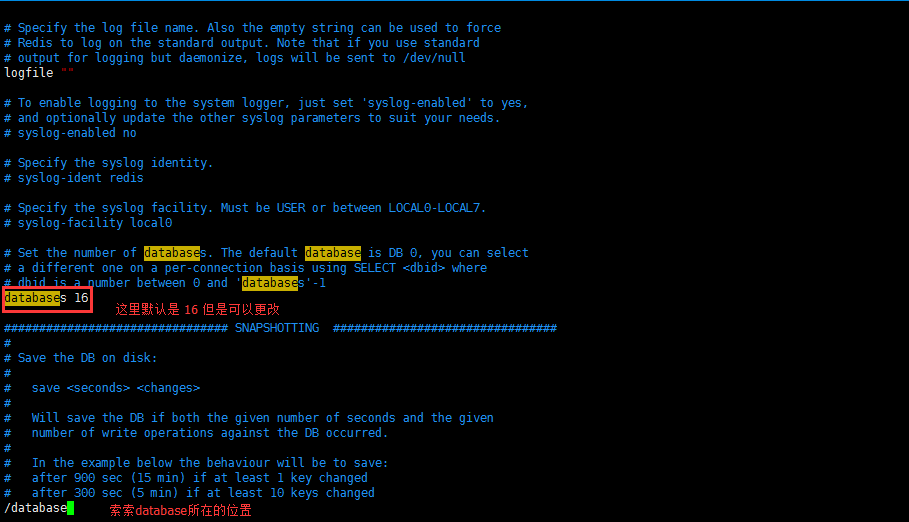 # Specify the log file name. Also the empty string can be used to force
# Redis to log on the standard output. Note that if you use standard
# output for logging but daemonize, logs will be sent to /dev/null
logfile ""
# To enable logging to the system logger, just set 'syslog-enabled' to yes,
# and optionally update the other syslog parameters to suit your needs.
# syslog-enabled no
# Specify the syslog identity.
# syslog-ident redis
# Specify the syslog facility. Must be USER or between LOCAL0-LOCAL7.
# syslog-facility local0
# Set the number of databases. The default database is DB 0, you can select
# a different one on a per-connection basis using SELECT <dbid> where
# dbid is a number between 0 and 'databases'-1
databases 16
这里默认是 16 但是可以更改
################################ SNAPSHOTTING ################################
#
# Save the DB on disk:
#
# save <seconds> <changes>
#
# Will save the DB if both the given number of seconds and the given
# number of write operations against the DB occurred.
#
# In the example below the behaviour will be to save:
# after 900 sec (15 min) if at least 1 key changed
# after 300 sec (5 min) if at least 10 keys changed
/database
索索database所在的位置